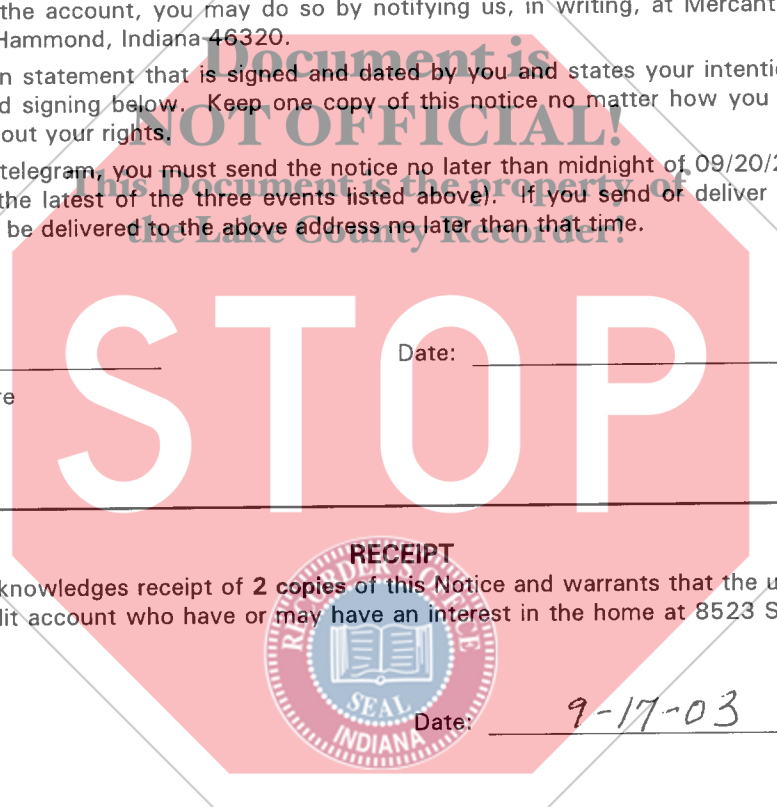 the account, you may do so by notifying us, in writing, at Mercant
Hammond, Indiana 46320.
Document is
n statement that is signed and dated by you and states your intenti
d signing below. Keep one copy of this notice no matter how you
NOT OFFICIAL!
out your rights.
telegram, you must send the notice no later than midnight of 09/20/2
This Document is the property of
the latest of the three events listed above). If you send or deliver
be delivered to the above address no later than that time.
the Lake County Recorder!
STOP
Date:
re
RECEIPT
knowledges receipt of 2 copies of this Notice and warrants that the u
dit account who have or may have an interest in the home at 8523 S
RECORDER'S OFFICE
SEAL
INDIANA
Date: 9-17-03